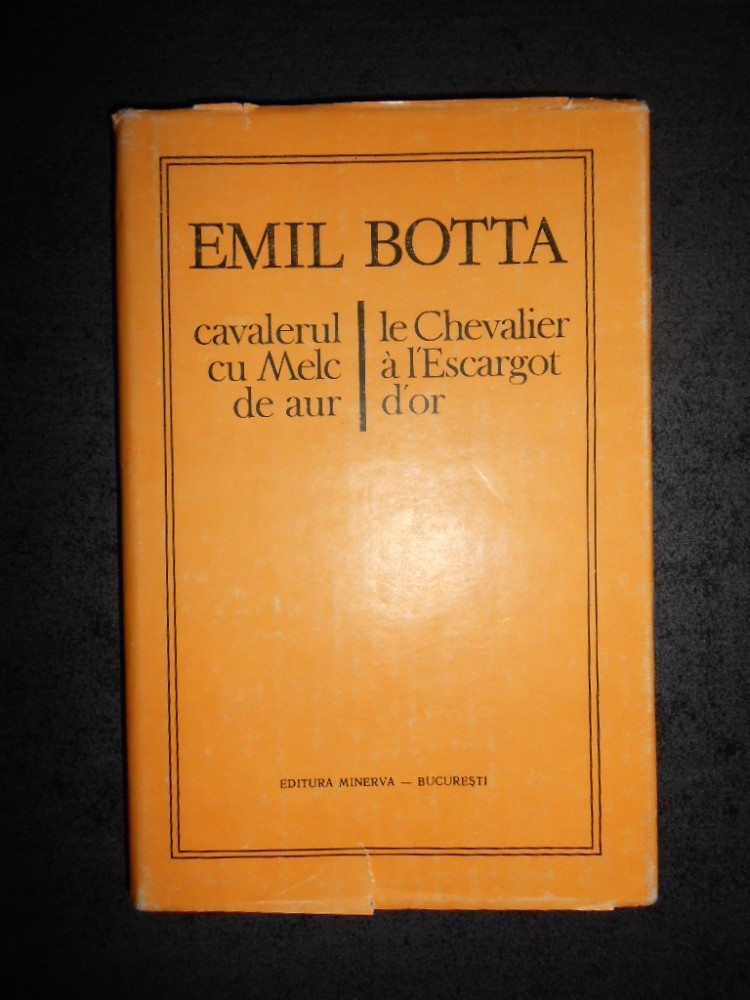 EMIL BOTTA
cavalerul
cu Melc
de aur
le Chevalier
à l'Escargot
d'or
EDITURA MINERVA — BUCUREȘTI